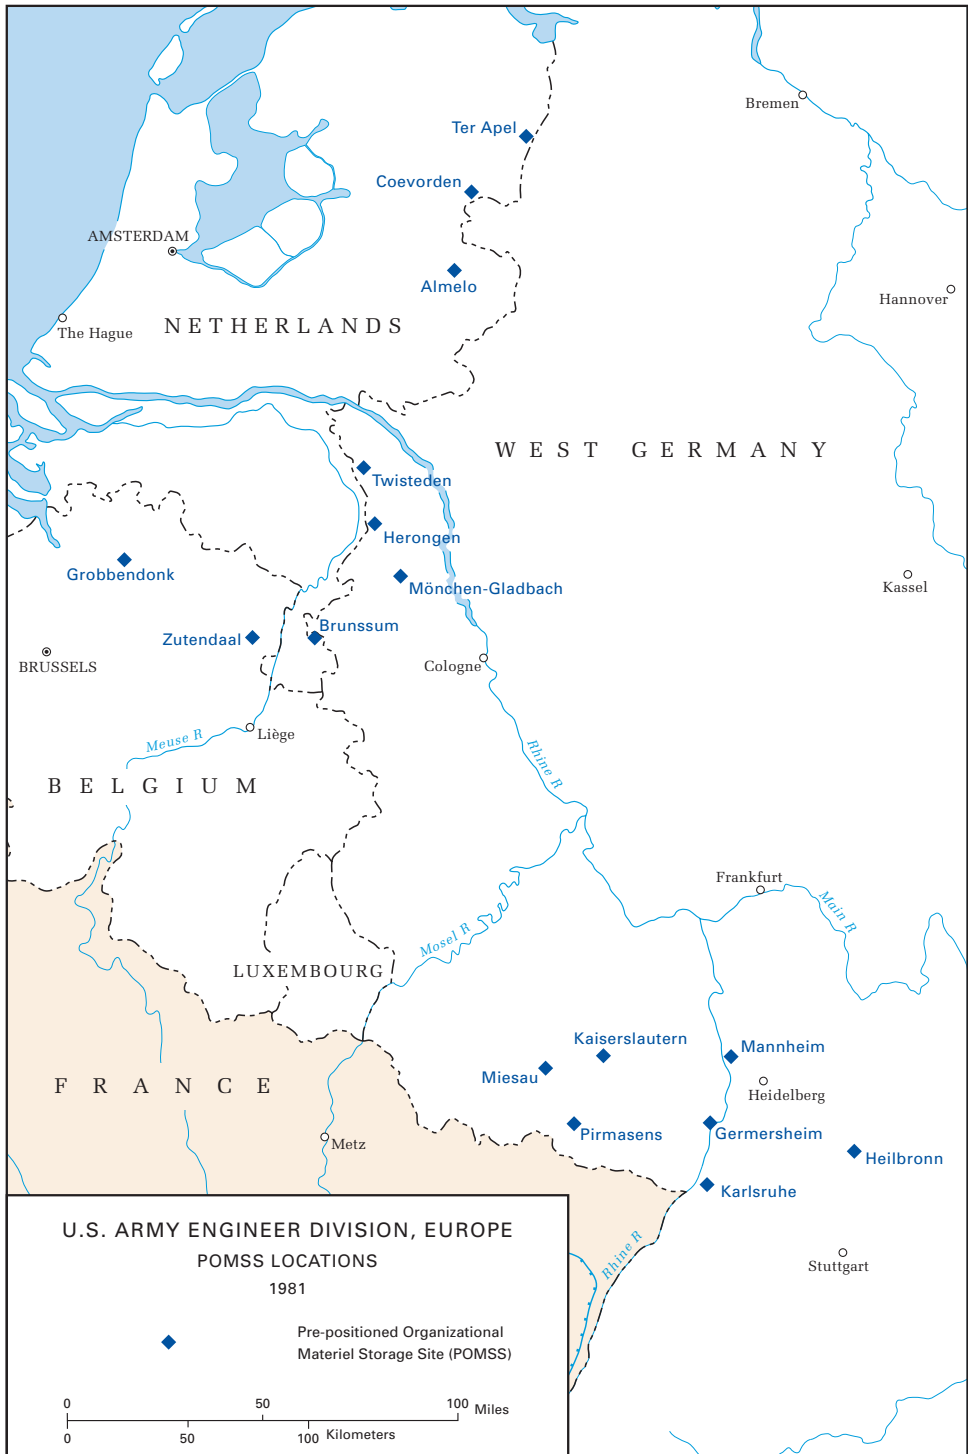 Bremen
Ter Apel
Coevorden
AMSTERDAM
Almelo
Hannover
The Hague
NETHERLANDS
WEST GERMANY
Twisteden
Herongen
Grobbendonk
Mönchen-Gladbach
Kassel
Brunssum
Zutendaal
BRUSSELS
Cologne
Liège
Meuse R
Rhine R
BELGIUM
Frankfurt
Main R
Mosel R
LUXEMBOURG
Kaiserslautern
Mannheim
Miesau
FRANCE
Heidelberg
Pirmasens
Germersheim
Metz
Heilbronn
Karlsruhe
Rhine R
Stuttgart
U.S. ARMY ENGINEER DIVISION, EUROPE
POMSS LOCATIONS
1981
Pre-positioned Organizational
Materiel Storage Site (POMSS)
0 50 100 Miles
0 50 100 Kilometers